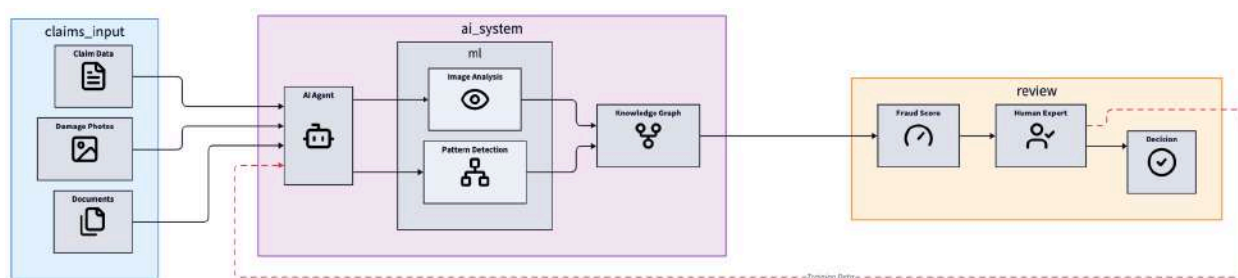 claims_input
Claim Data
Damage Photos
Documents
ai_system
AI Agent
ml
Image Analysis
Pattern Detection
Knowledge Graph
review
Fraud Score
Human Expert
Decision